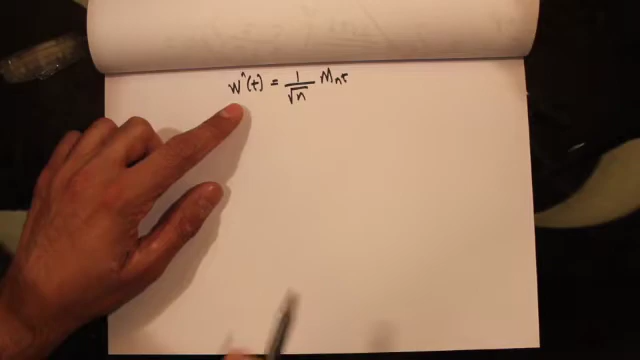 W^n(t) = 1/√n M_nt